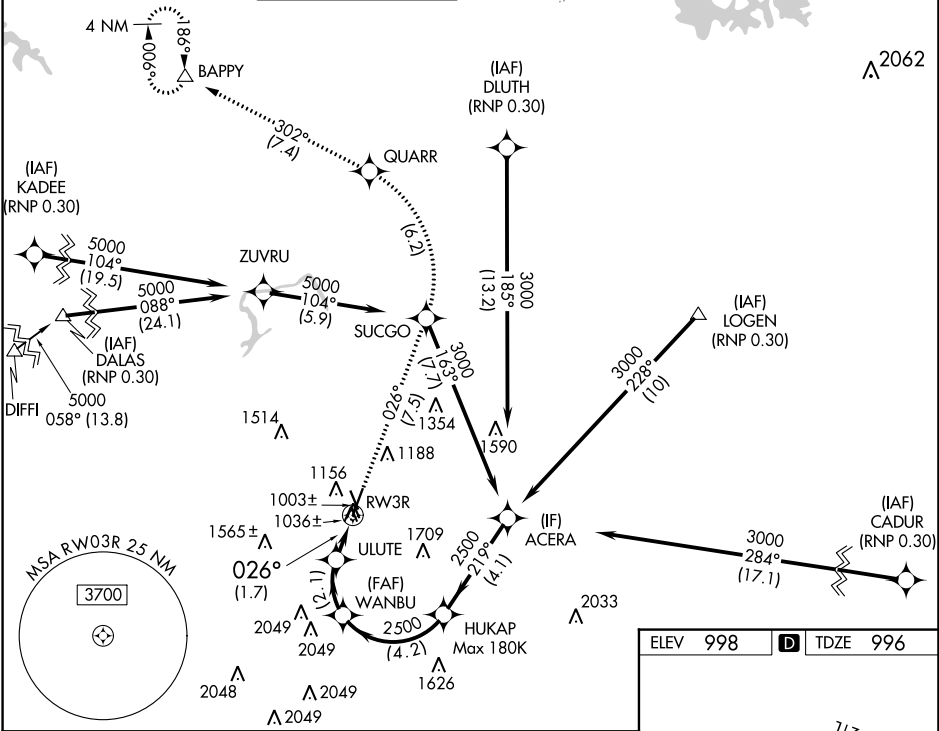 4 NM
186°
006°
BAPPY
302°
(7.4)
QUARR
(IAF)
DLUTH
(RNP 0.30)
2062
(IAF)
KADEE
(RNP 0.30)
5000
104°
(19.5)
ZUVRU
5000
088°
(24.1)
(IAF)
DALAS
(RNP 0.30)
DIFFI
5000
058° (13.8)
5000
104°
(5.9)
SUCGO
(6.2)
3000
185°
(13.2)
(IAF)
LOGEN
(RNP 0.30)
3000
228°
(10)
3000
163°
(7.7)
026°
(7.5)
1354
1590
1514
1188
1156
1003±
1036±
RW3R
1565±
ULUTE
1709
026°
(1.7)
(2.1)
(FAF)
WANBU
(IF)
ACERA
2500
219°
(4.1)
(IAF)
CADUR
(RNP 0.30)
3000
284°
(17.1)
2033
2500
(4.2)
HUKAP
Max 180K
1626
2049
2049
2048
2049
2049
MSA RW03R 25 NM
3700
ELEV 998 D TDZE 996